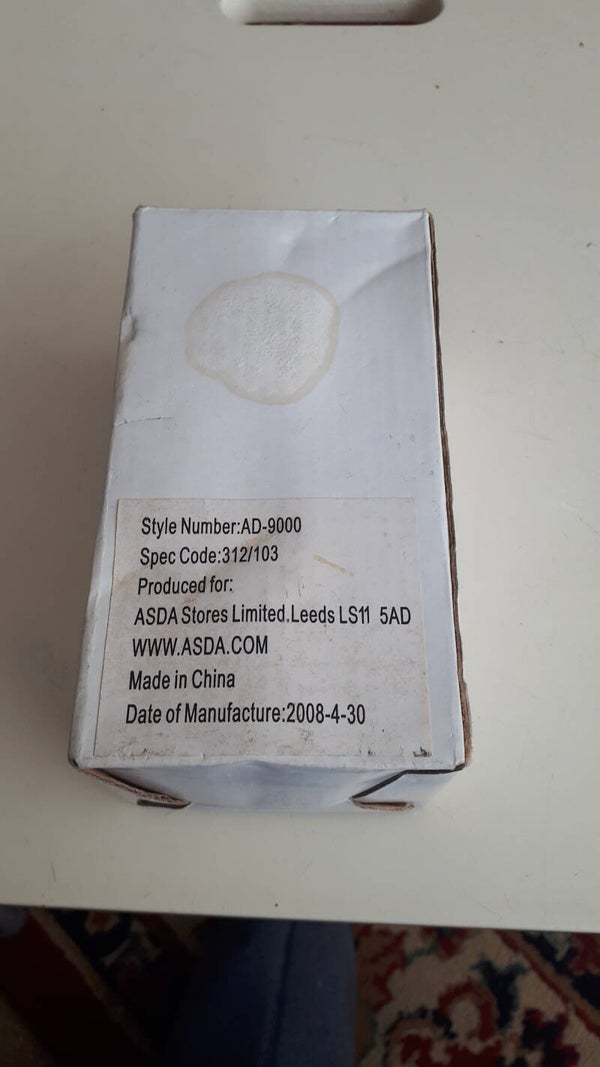 Style Number:AD-9000
Spec Code:312/103
Produced for:
ASDA Stores Limited.Leeds LS11 5AD
WWW.ASDA.COM
Made in China
Date of Manufacture:2008-4-30